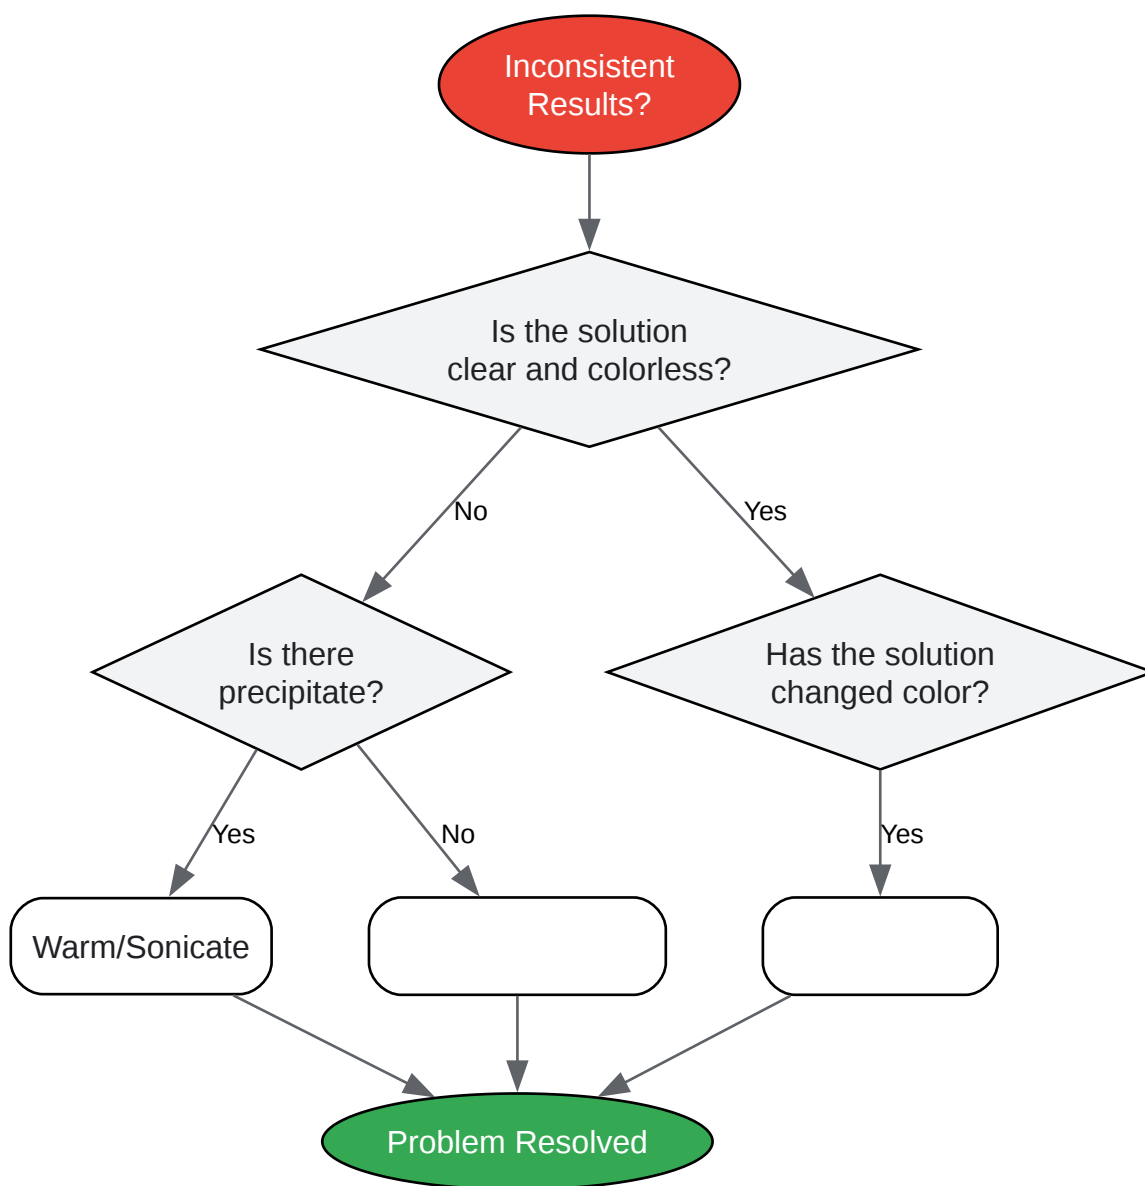 Inconsistent
Results?
Is the solution
clear and colorless?
No
Yes
Is there
precipitate?
Has the solution
changed color?
Yes
No
Yes
Warm/Sonicate
Problem Resolved